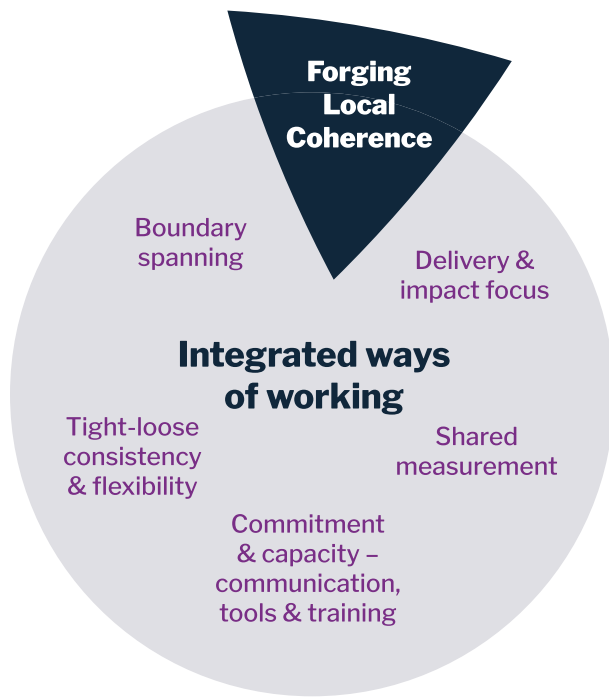 Forging
Local
Coherence
Boundary
spanning
Delivery &
impact focus
Integrated ways
of working
Tight-loose
consistency
& flexibility
Shared
measurement
Commitment
& capacity –
communication,
tools & training